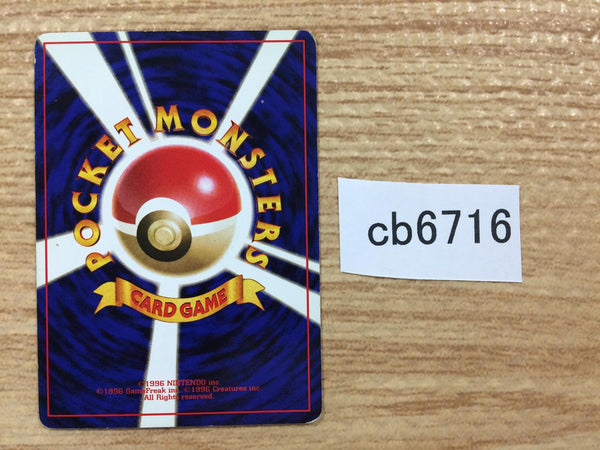 POCKET MONSTERS
CARD GAME
©1996 NINTENDO inc.
©1996 GameFreak inc. ©1996 Creatures inc.
All Rights reserved.
cb6716